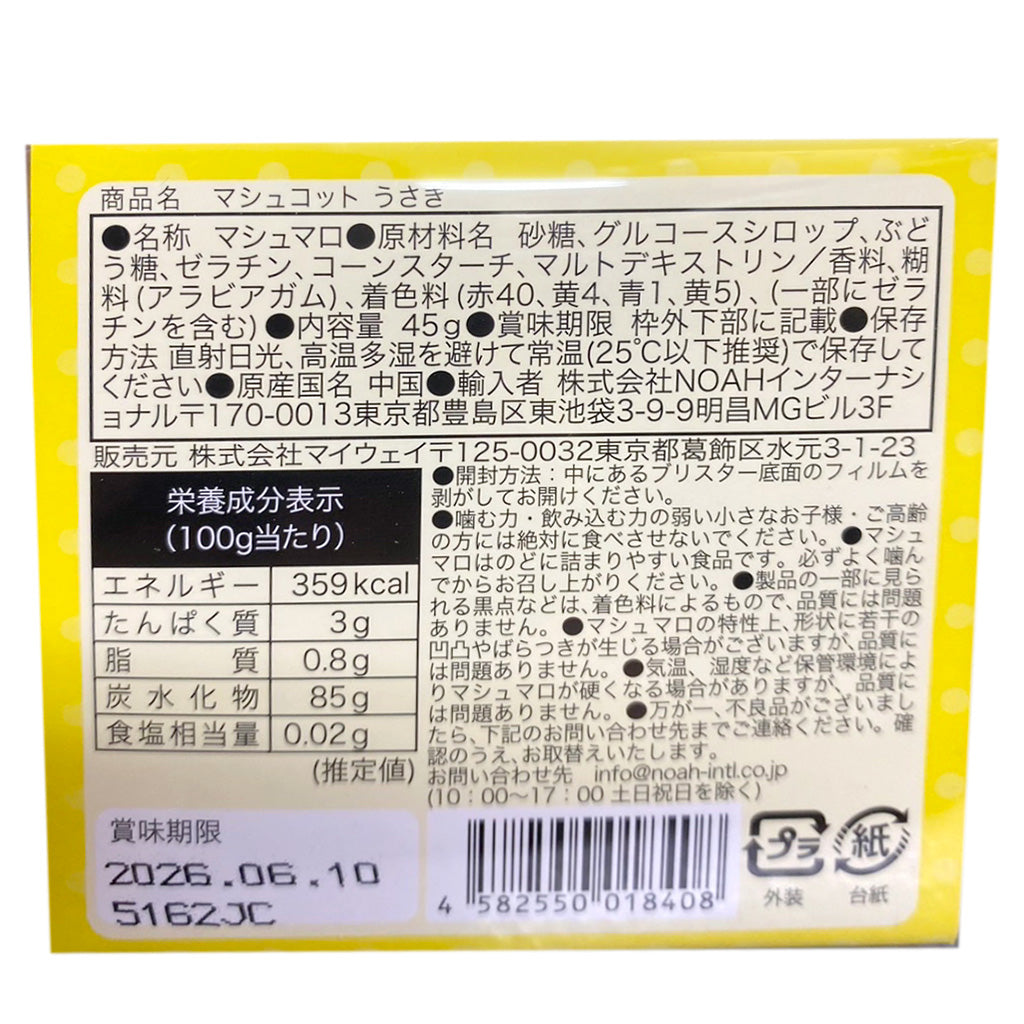 商品名　マシュコット うさぎ
●名称　マシュマロ●原材料名　砂糖、グルコースシロップ、ぶど
う糖、ゼラチン、コーンスターチ、マルトデキストリン／香料、糊
料(アラビアガム)、着色料(赤40、黄4、青1、黄5)、(一部にゼラ
チンを含む)●内容量 45g●賞味期限 枠外下部に記載●保存
方法 直射日光、高温多湿を避けて常温(25℃以下推奨)で保存して
ください●原産国名 中国●輸入者 株式会社NOAHインターナシ
ョナル〒170-0013東京都豊島区東池袋3-9-9明昌MGビル3F
販売元 株式会社マイウェイ〒125-0032東京都葛飾区水元3-1-23
栄養成分表示
(100g当たり)
エネルギー 359kcal
たんぱく質 3g
脂質 0.8g
炭水化物 85g
食塩相当量 0.02g
(推定値)
●開封方法：中にあるブリスター底面のフィルムを
剥がしてお開けください。
●噛む力・飲み込む力の弱い小さなお子様・ご高齢
の方には絶対に食べさせないでください。●マシュ
マロはのどに詰まりやすい食品です。必ずよく噛ん
でからお召し上がりください。●製品の一部に見ら
れる黒点などは、着色料によるもので、品質には問題
ありません。●マシュマロの特性上、形状に若干の
凹凸やばらつきが生じる場合がございますが、品質に
は問題ありません。●気温、湿度など保管環境によ
りマシュマロが硬くなる場合がありますが、品質に
は問題ありません。●万が一、不良品がございまし
たら、下記のお問い合わせ先までご連絡ください。確
認のうえ、お取替えいたします。
お問い合わせ先　info@noah-intl.co.jp
(10：00〜17：00 土日祝日を除く)
賞味期限
2026.06.10
5162JC
4 582550 018408
プラ
外装
紙
台紙